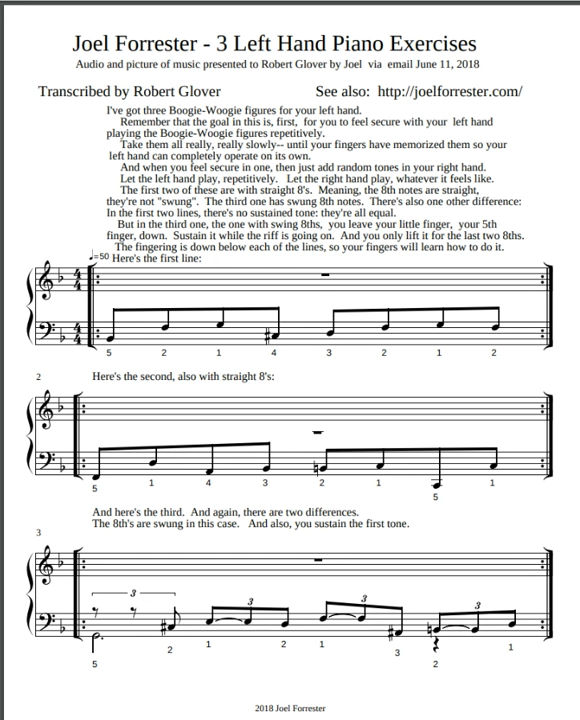 Joel Forrester - 3 Left Hand Piano Exercises
Audio and picture of music presented to Robert Glover by Joel via email June 11, 2018
Transcribed by Robert Glover See also: http://joelforrester.com/
I've got three Boogie-Woogie figures for your left hand.
Remember that the goal in this is, first, for you to feel secure with your left hand
playing the Boogie-Woogie figures repetitively.
Take them all really, really slowly-- until your fingers have memorized them so your
left hand can completely operate on its own.
And when you feel secure in one, then just add random tones in your right hand.
Let the left hand play, repetitively. Let the right hand play, whatever it feels like.
The first two of these are with straight 8's. Meaning, the 8th notes are straight,
they're not "swung". The third one has swung 8th notes. There's also one other difference:
In the first two lines, there's no sustained tone: they're all equal.
But in the third one, the one with swing 8ths, you leave your little finger, your 5th
finger, down. Sustain it while the riff is going on. And you only lift it for the last two 8ths.
The fingering is down below each of the lines, so your fingers will learn how to do it.
♩=50 Here's the first line:
4 4
4 4
5 2 1 4 3 2 1 2
2 Here's the second, also with straight 8's:
5 1 4 3 2 1 5 1
And here's the third. And again, there are two differences.
The 8th's are swung in this case. And also, you sustain the first tone.
3
3 3 3 3
5 2 1 2 1 3 2 1
2018 Joel Forrester